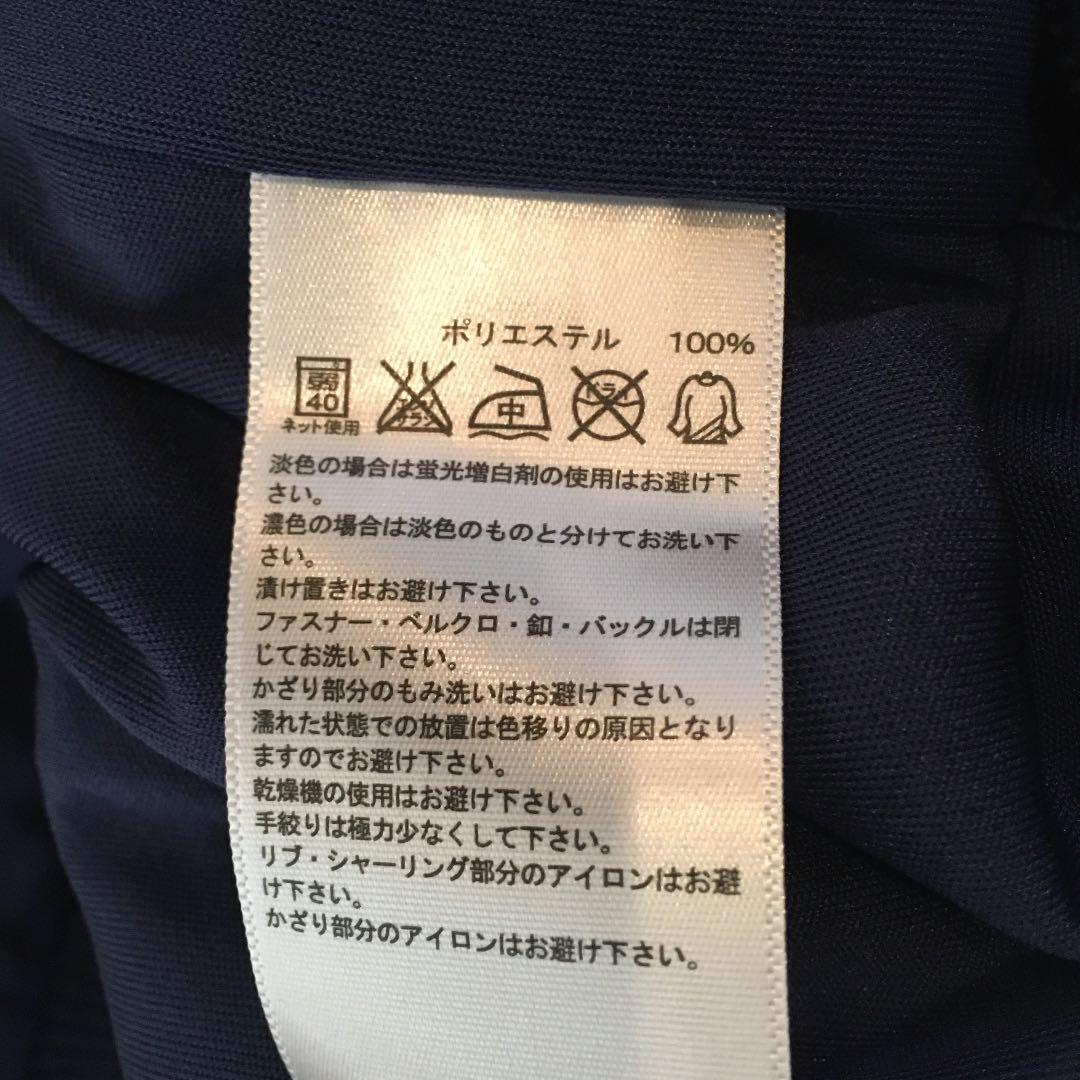 ポリエステル 100%
弱
40
ネット使用
エンソ
サラシ
中
ドライ
淡色の場合は蛍光増白剤の使用はお避け下
さい。
濃色の場合は淡色のものと分けてお洗い下
さい。
漬け置きはお避け下さい。
ファスナー・ベルクロ・釦・バックルは閉
じてお洗い下さい。
かざり部分のもみ洗いはお避け下さい。
濡れた状態での放置は色移りの原因となり
ますのでお避け下さい。
乾燥機の使用はお避け下さい。
手絞りは極力少なくして下さい。
リブ・シャーリング部分のアイロンはお避
け下さい。
かざり部分のアイロンはお避け下さい。